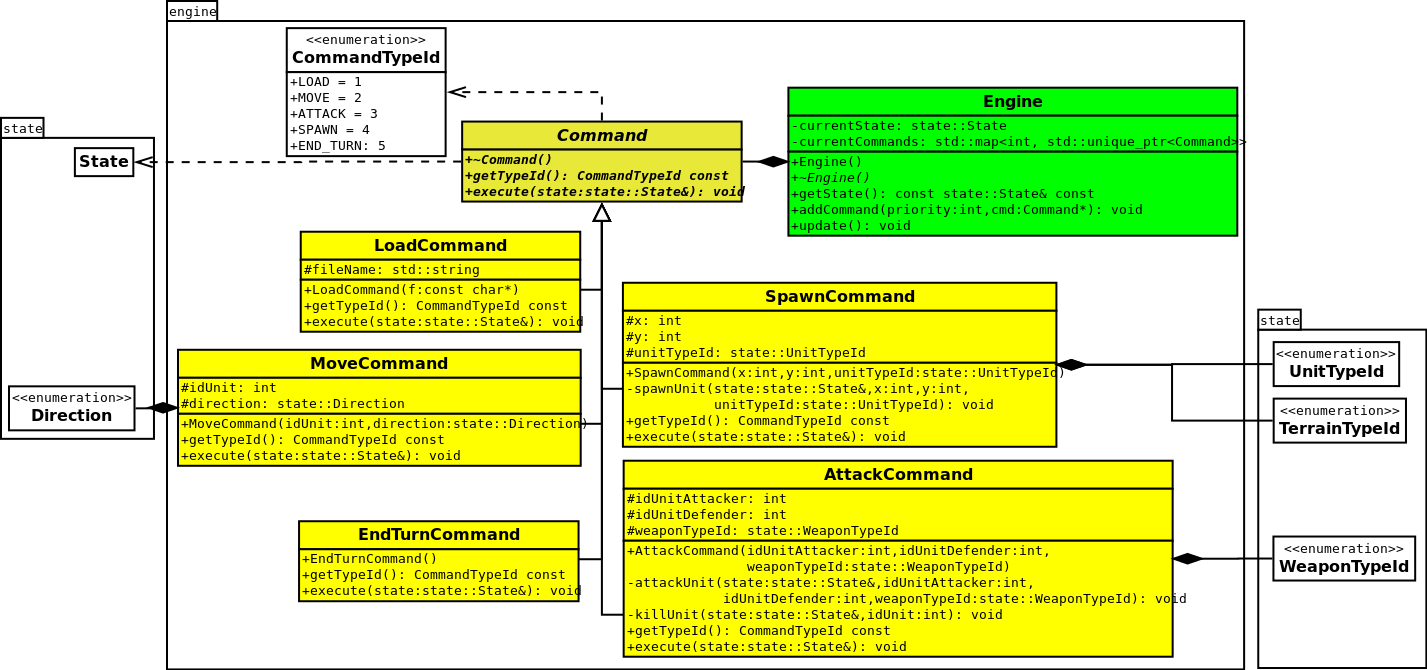 engine
<<enumeration>>
CommandTypeId
+LOAD = 1
+MOVE = 2
+ATTACK = 3
+SPAWN = 4
+END_TURN: 5
state
State
<<enumeration>>
Direction
Command
+~Command()
+getTypeId(): CommandTypeId const
+execute(state:state::State&): void
Engine
-currentState: state::State
-currentCommands: std::map<int, std::unique_ptr<Command>>
+Engine()
+~Engine()
+getState(): const state::State& const
+addCommand(priority:int,cmd:Command*): void
+update(): void
LoadCommand
#fileName: std::string
+LoadCommand(f:const char*)
+getTypeId(): CommandTypeId const
+execute(state:state::State&): void
MoveCommand
#idUnit: int
#direction: state::Direction
+MoveCommand(idUnit:int,direction:state::Direction)
+getTypeId(): CommandTypeId const
+execute(state:state::State&): void
EndTurnCommand
+EndTurnCommand()
+getTypeId(): CommandTypeId const
+execute(state:state::State&): void
SpawnCommand
#x: int
#y: int
#unitTypeId: state::UnitTypeId
+SpawnCommand(x:int,y:int,unitTypeId:state::UnitTypeId)
-spawnUnit(state:state::State&,x:int,y:int,
unitTypeId:state::UnitTypeId): void
+getTypeId(): CommandTypeId const
+execute(state:state::State&): void
AttackCommand
#idUnitAttacker: int
#idUnitDefender: int
#weaponTypeId: state::WeaponTypeId
+AttackCommand(idUnitAttacker:int,idUnitDefender:int,
weaponTypeId:state::WeaponTypeId)
-attackUnit(state:state::State&,idUnitAttacker:int,
idUnitDefender:int,weaponTypeId:state::WeaponTypeId): void
-killUnit(state:state::State&,idUnit:int): void
+getTypeId(): CommandTypeId const
+execute(state:state::State&): void
state
<<enumeration>>
UnitTypeId
<<enumeration>>
TerrainTypeId
<<enumeration>>
WeaponTypeId